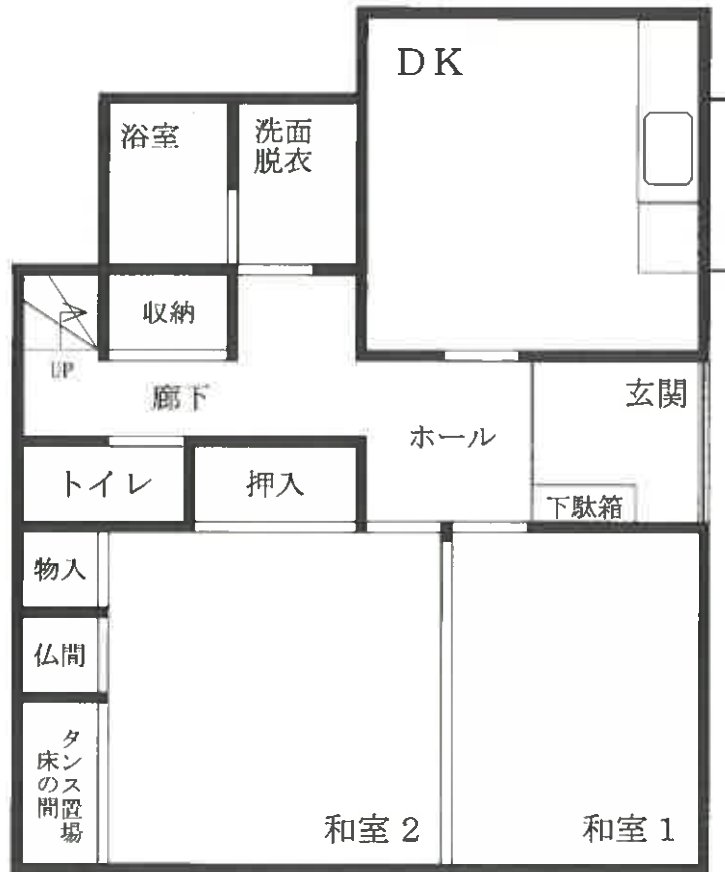 DK
浴室
洗面
脱衣
収納
UP
廊下
玄関
ホール
トイレ
押入
下駄箱
物入
仏間
タンス置場
床の間
和室2
和室1